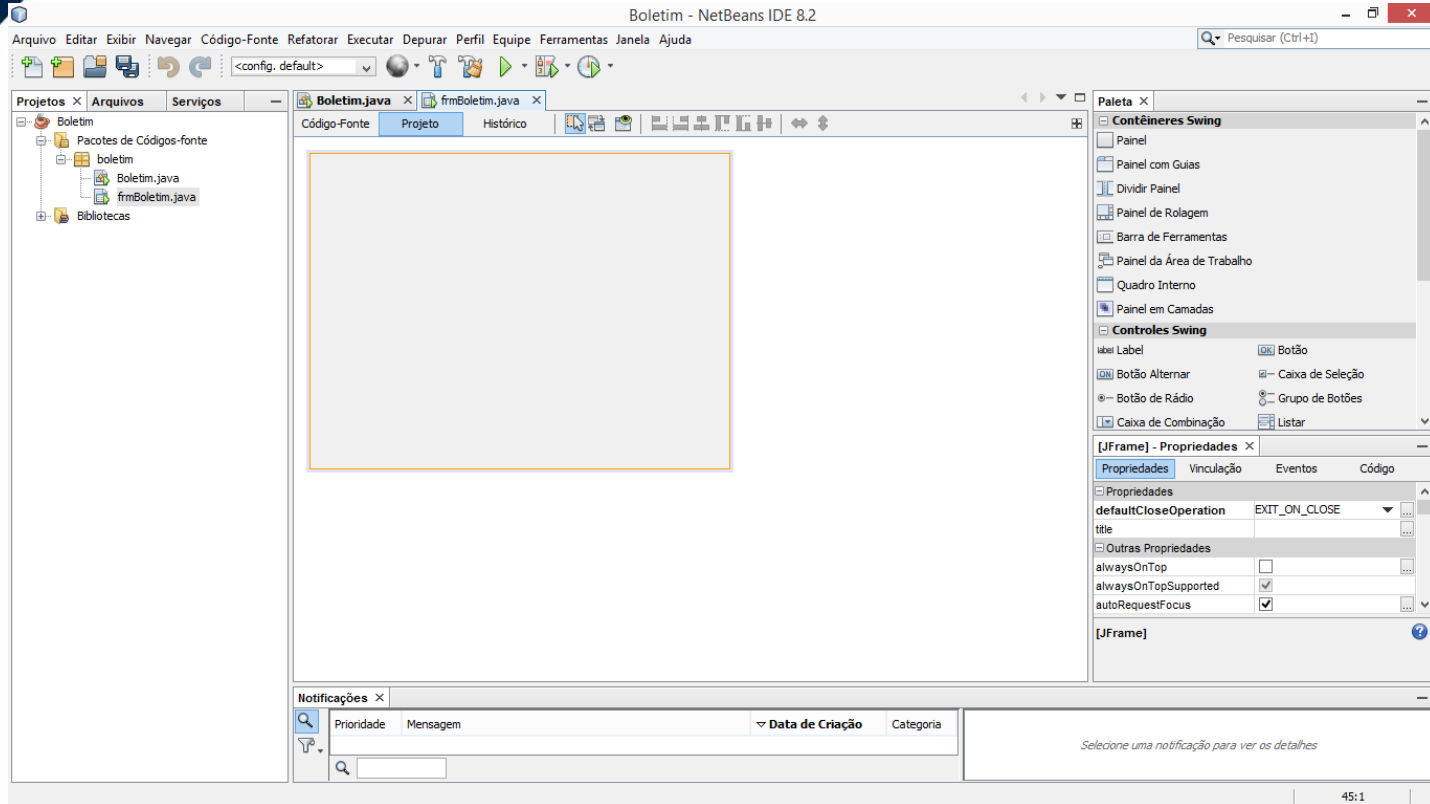 Boletim - NetBeans IDE 8.2
Arquivo Editar Exibir Navegar Código-Fonte Refatorar Executar Depurar Perfil Equipe Ferramentas Janela Ajuda
Pesquisar (Ctrl+I)
<config. default>
Projetos Arquivos Serviços
Boletim
Pacotes de Códigos-fonte
boletim
Boletim.java
frmBoletim.java
Bibliotecas
Boletim.java frmBoletim.java
Código-Fonte Projeto Histórico
Paleta
Contêineres Swing
Painel
Painel com Guias
Dividir Painel
Painel de Rolagem
Barra de Ferramentas
Painel da Área de Trabalho
Quadro Interno
Painel em Camadas
Controles Swing
label Label OK Botão
ON Botão Alternar Caixa de Seleção
Botão de Rádio Grupo de Botões
Caixa de Combinação Listar
[JFrame] - Propriedades
Propriedades Vinculação Eventos Código
Propriedades
defaultCloseOperation EXIT_ON_CLOSE ...
title ...
Outras Propriedades
alwaysOnTop ...
alwaysOnTopSupported
autoRequestFocus ...
[JFrame]
Notificações
Prioridade Mensagem Data de Criação Categoria
Selecione uma notificação para ver os detalhes
45:1